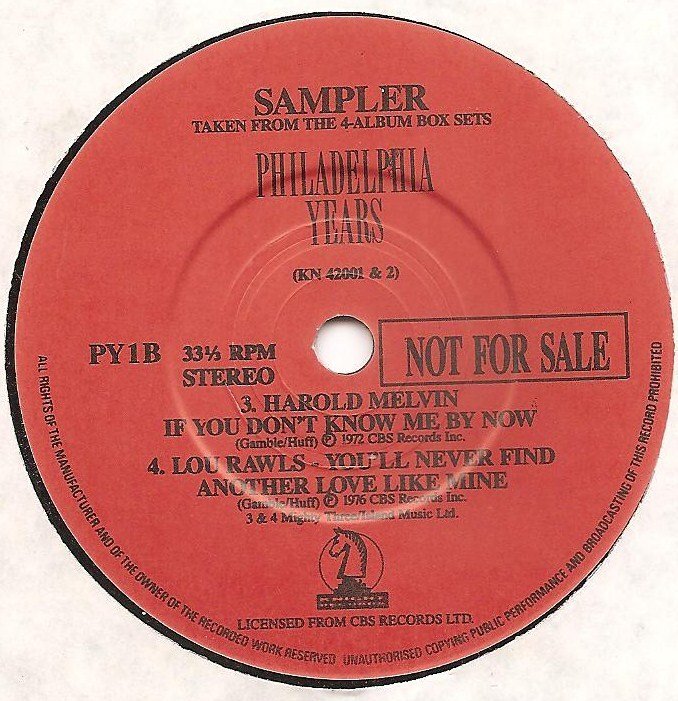 SAMPLER
TAKEN FROM THE 4-ALBUM BOX SETS
PHILADELPHIA
YEARS
(KN 42001 & 2)
PY1B
33⅓ RPM
STEREO
NOT FOR SALE
3. HAROLD MELVIN
IF YOU DON'T KNOW ME BY NOW
(Gamble/Huff) ℗ 1972 CBS Records Inc.
4. LOU RAWLS - YOU'LL NEVER FIND
ANOTHER LOVE LIKE MINE
(Gamble/Huff) ℗ 1976 CBS Records Inc.
3 & 4 Mighty Three/Island Music Ltd.
LICENSED FROM CBS RECORDS LTD.
ALL RIGHTS OF THE MANUFACTURER AND OF THE OWNER OF THE RECORDED WORK RESERVED UNAUTHORISED COPYING PUBLIC PERFORMANCE AND BROADCASTING OF THIS RECORD PROHIBITED